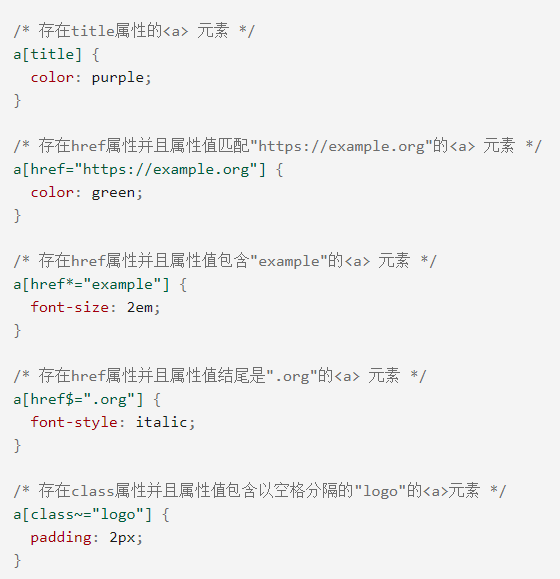 /* 存在title属性的<a> 元素 */
a[title] {
  color: purple;
}
/* 存在href属性并且属性值匹配"https://example.org"的<a> 元素 */
a[href="https://example.org"] {
  color: green;
}
/* 存在href属性并且属性值包含"example"的<a> 元素 */
a[href*="example"] {
  font-size: 2em;
}
/* 存在href属性并且属性值结尾是".org"的<a> 元素 */
a[href$=".org"] {
  font-style: italic;
}
/* 存在class属性并且属性值包含以空格分隔的"logo"的<a>元素 */
a[class~="logo"] {
  padding: 2px;
}